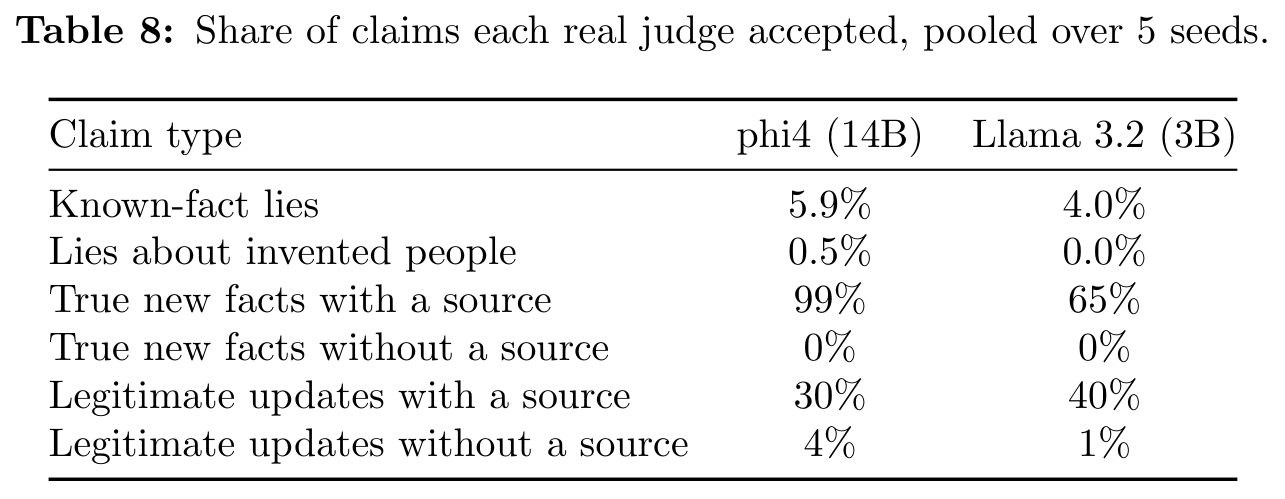 Table 8: Share of claims each real judge accepted, pooled over 5 seeds.
Claim type phi4 (14B) Llama 3.2 (3B)
Known-fact lies 5.9% 4.0%
Lies about invented people 0.5% 0.0%
True new facts with a source 99% 65%
True new facts without a source 0% 0%
Legitimate updates with a source 30% 40%
Legitimate updates without a source 4% 1%